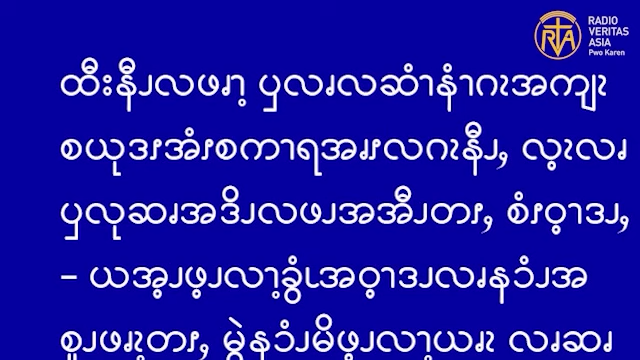 RADIO
VERITAS
ASIA
Pwo Karen
ထီးနီၪလဖၧၫ့ ပှလၧလဆၫနၫဂၩအကျၩ
စယုဒၭအံၭစကၫရအၧၭလဂၩနီၪ, လ့ၩလၧ
ပှလုဆၧအဒိၪလဖၪအအီၪတၭ, စံၭဝ့ၫဒၪ,
– ယအ့ၪဖ့ၪလၫ့ခွံၬအဝ့ၫဒၪလၧနၥံၪအ